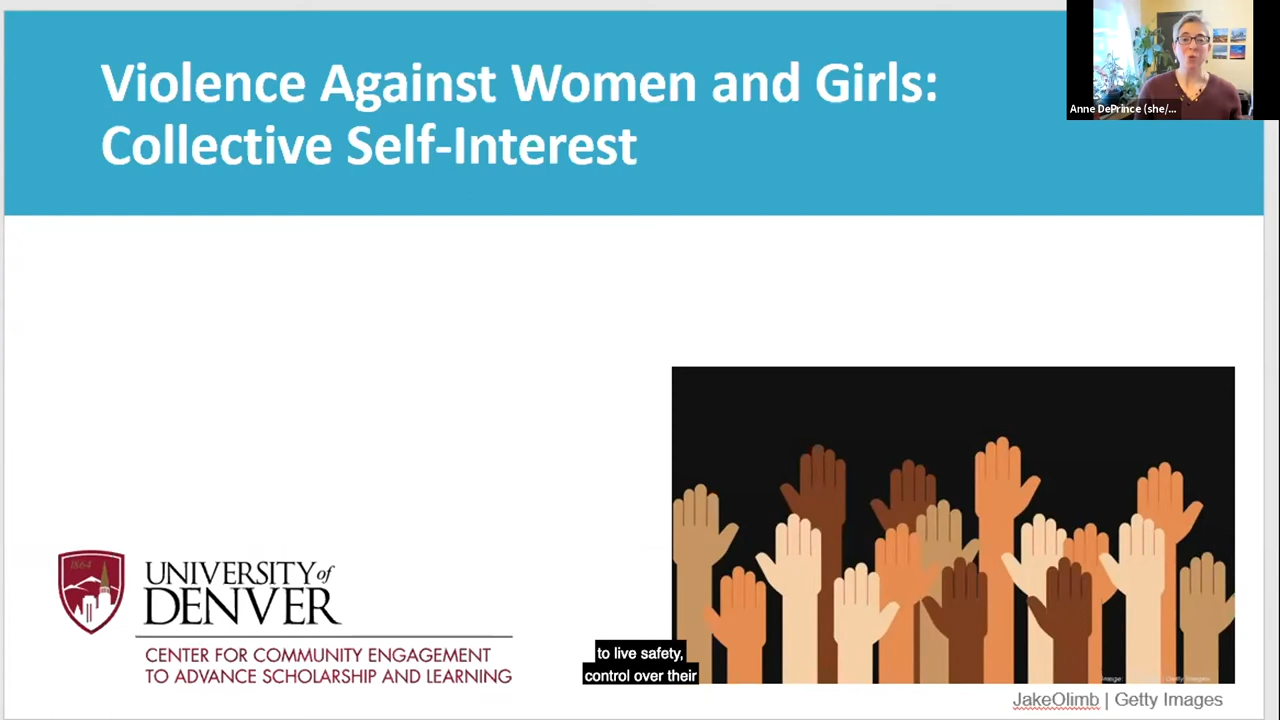 Violence Against Women and Girls:
Collective Self-Interest
Anne DePrince (she/...
1864
UNIVERSITY of
DENVER
CENTER FOR COMMUNITY ENGAGEMENT
TO ADVANCE SCHOLARSHIP AND LEARNING
to live safety,
control over their
JakeOlimb | Getty Images